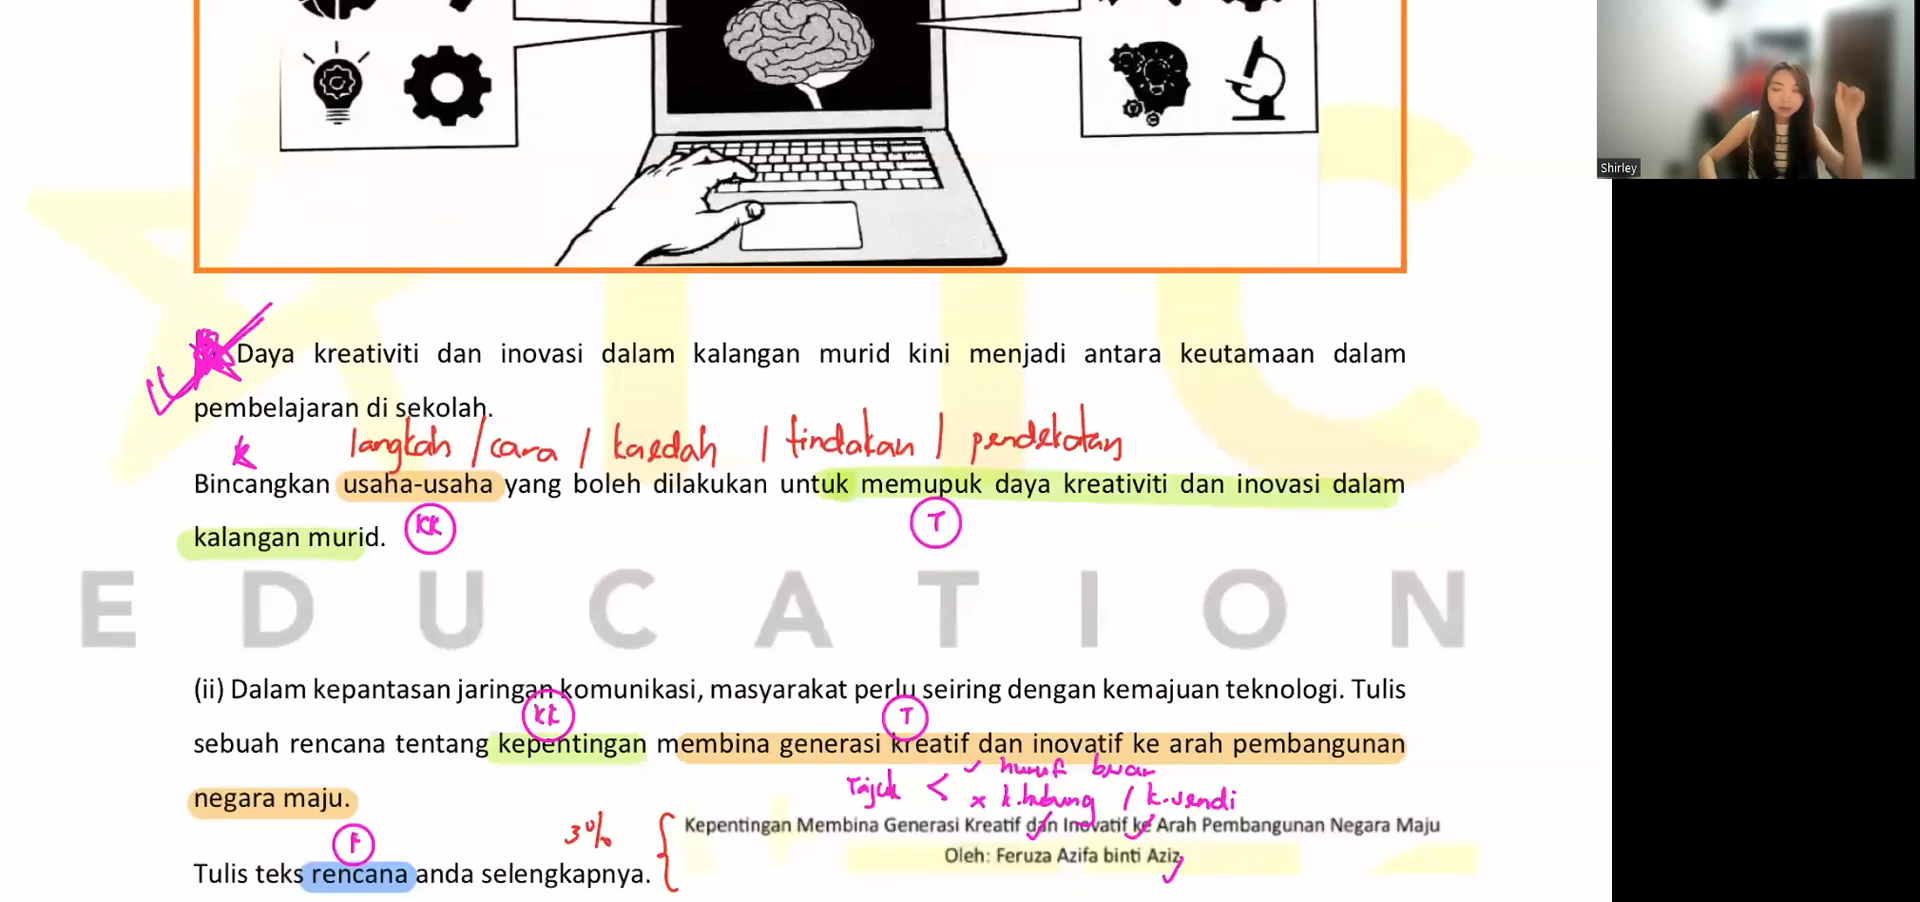 Shirley
Daya kreativiti dan inovasi dalam kalangan murid kini menjadi antara keutamaan dalam
pembelajaran di sekolah.
k langkah / cara / kaedah / tindakan / pendekatan
Bincangkan usaha-usaha yang boleh dilakukan untuk memupuk daya kreativiti dan inovasi dalam
kalangan murid. KK T
EDUCATION
(ii) Dalam kepantasan jaringan komunikasi, masyarakat perlu seiring dengan kemajuan teknologi. Tulis
KK T
sebuah rencana tentang kepentingan membina generasi kreatif dan inovatif ke arah pembangunan
huruf besar
negara maju. Tajuk < x k.hubung / k.sendi
3%
Kepentingan Membina Generasi Kreatif dan Inovatif ke Arah Pembangunan Negara Maju
F
Oleh: Feruza Azifa binti Aziz
Tulis teks rencana anda selengkapnya.